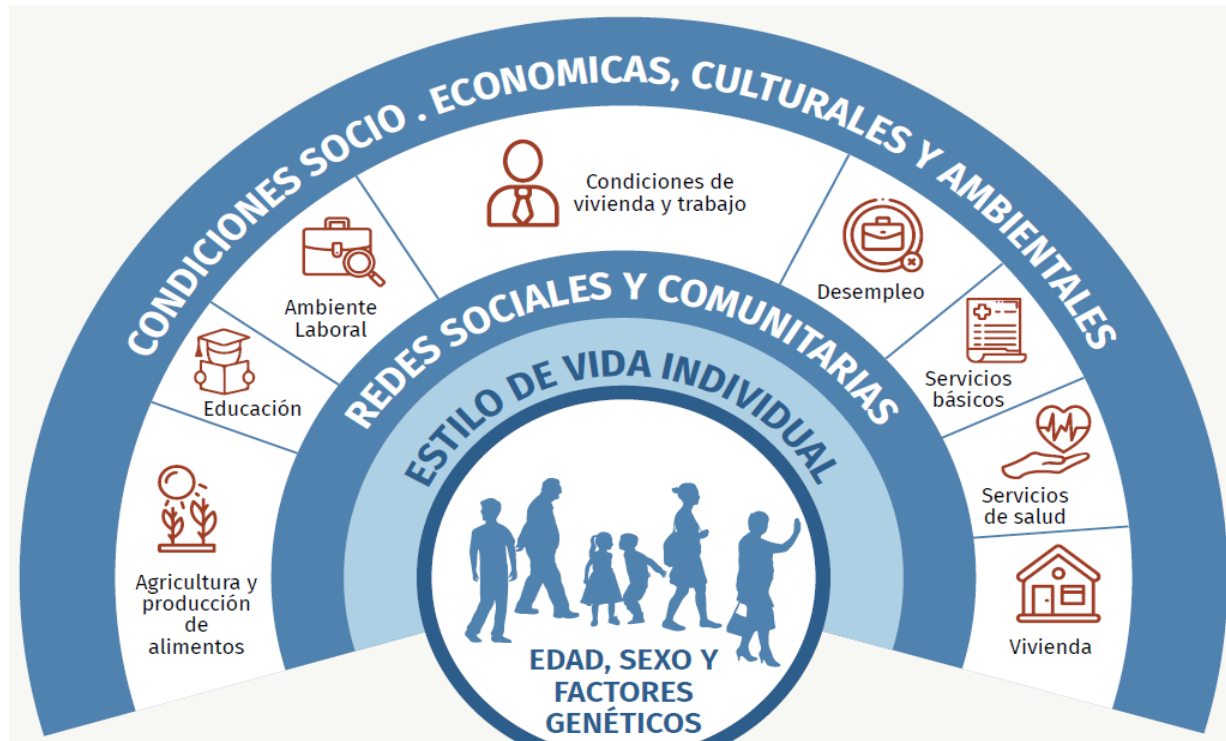 CONDICIONES SOCIO . ECONOMICAS, CULTURALES Y AMBIENTALES
Condiciones de
vivienda y trabajo
Ambiente
Laboral
Educación
Agricultura y
producción
de
alimentos
Desempleo
Servicios
básicos
Servicios
de salud
Vivienda
REDES SOCIALES Y COMUNITARIAS
ESTILO DE VIDA INDIVIDUAL
EDAD, SEXO Y
FACTORES
GENÉTICOS